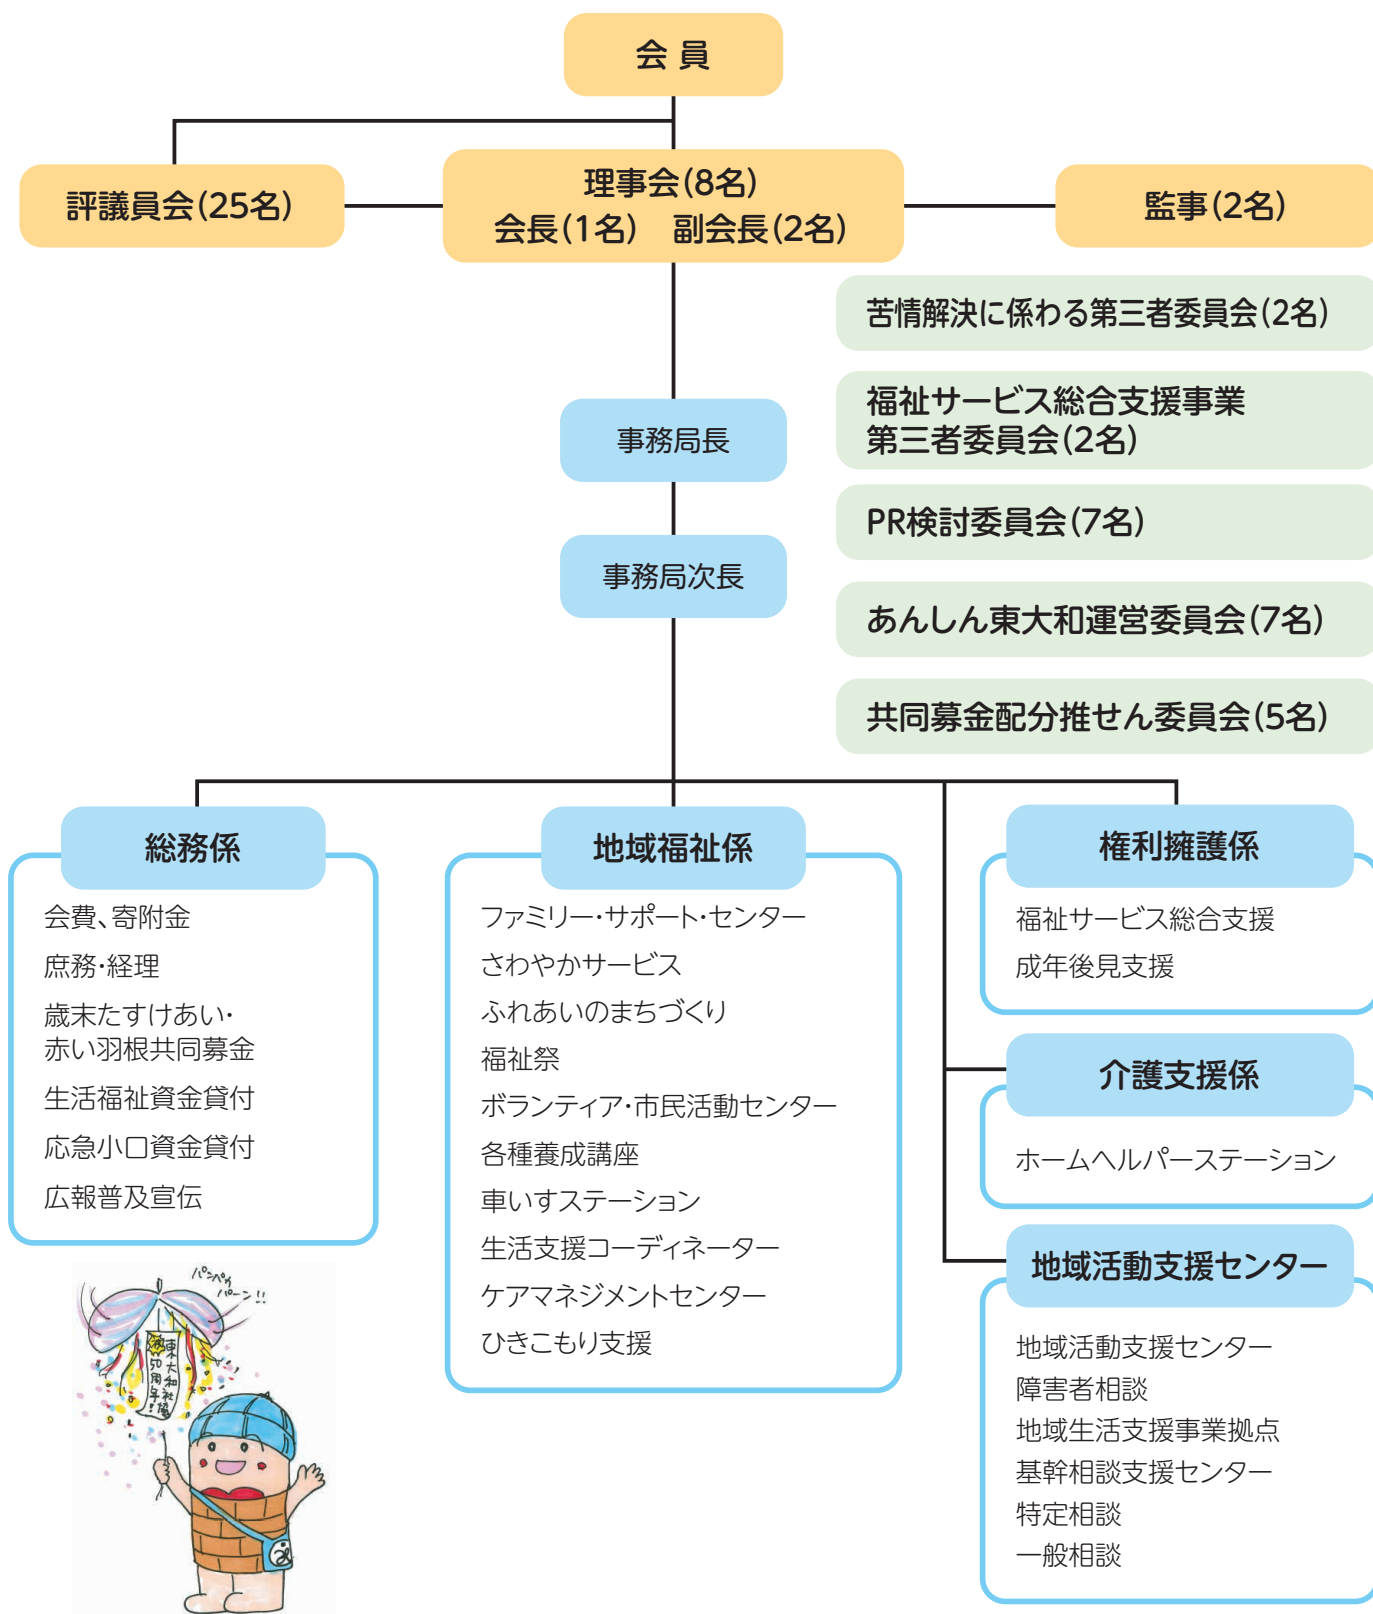 会 員
評議員会(25名)
理事会(8名)
会長(1名)　副会長(2名)
監事(2名)
苦情解決に係わる第三者委員会(2名)
福祉サービス総合支援事業
第三者委員会(2名)
PR検討委員会(7名)
あんしん東大和運営委員会(7名)
共同募金配分推せん委員会(5名)
事務局長
事務局次長
総務係
会費、寄附金
庶務・経理
歳末たすけあい・
赤い羽根共同募金
生活福祉資金貸付
応急小口資金貸付
広報普及宣伝
地域福祉係
ファミリー・サポート・センター
さわやかサービス
ふれあいのまちづくり
福祉祭
ボランティア・市民活動センター
各種養成講座
車いすステーション
生活支援コーディネーター
ケアマネジメントセンター
ひきこもり支援
権利擁護係
福祉サービス総合支援
成年後見支援
介護支援係
ホームヘルパーステーション
地域活動支援センター
地域活動支援センター
障害者相談
地域生活支援事業拠点
基幹相談支援センター
特定相談
一般相談
パンパカ
パーン!!
東大和社協
50周年!